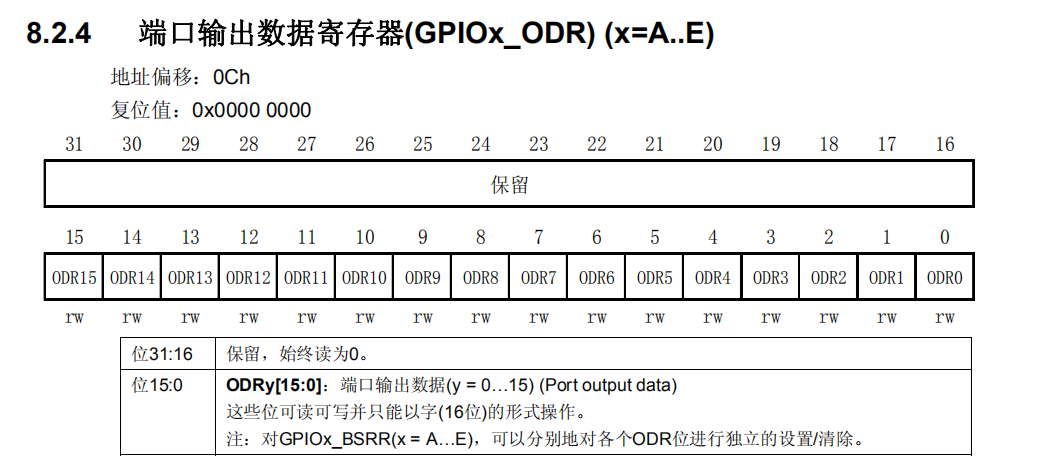 8.2.4 端口输出数据寄存器(GPIOx_ODR) (x=A..E)
地址偏移：0Ch
复位值：0x0000 0000
31 30 29 28 27 26 25 24 23 22 21 20 19 18 17 16
保留
15 14 13 12 11 10 9 8 7 6 5 4 3 2 1 0
ODR15 ODR14 ODR13 ODR12 ODR11 ODR10 ODR9 ODR8 ODR7 ODR6 ODR5 ODR4 ODR3 ODR2 ODR1 ODR0
rw rw rw rw rw rw rw rw rw rw rw rw rw rw rw rw
位31:16 保留，始终读为0。
位15:0 ODRy[15:0]：端口输出数据(y = 0…15) (Port output data)
这些位可读可写并只能以字(16位)的形式操作。
注：对GPIOx_BSRR(x = A…E)，可以分别地对各个ODR位进行独立的设置/清除。